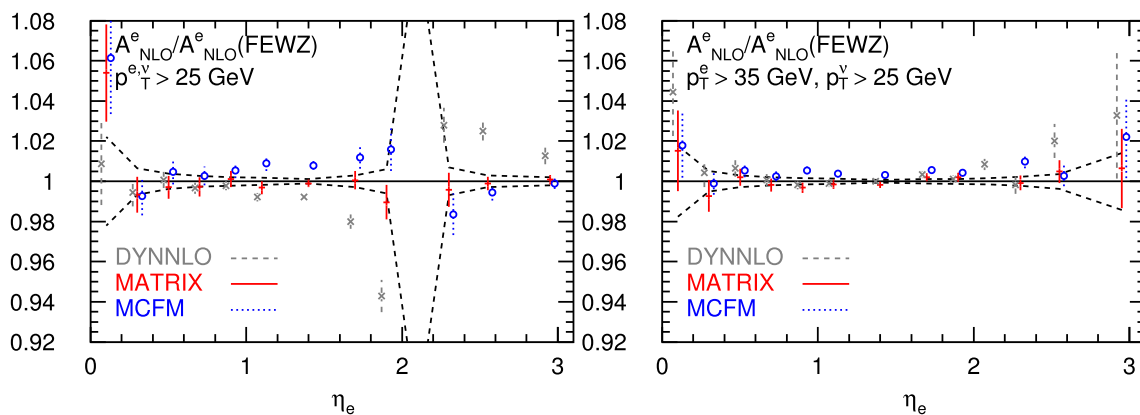 1.08
1.06
1.04
1.02
1
0.98
0.96
0.94
0.92
A^e_NLO/A^e_NLO(FEWZ)
p^e,ν_T > 25 GeV
DYNNLO
MATRIX
MCFM
0 1 2 3
η_e
1.08
1.06
1.04
1.02
1
0.98
0.96
0.94
0.92
A^e_NLO/A^e_NLO(FEWZ)
p^e_T > 35 GeV, p^ν_T > 25 GeV
DYNNLO
MATRIX
MCFM
0 1 2 3
η_e